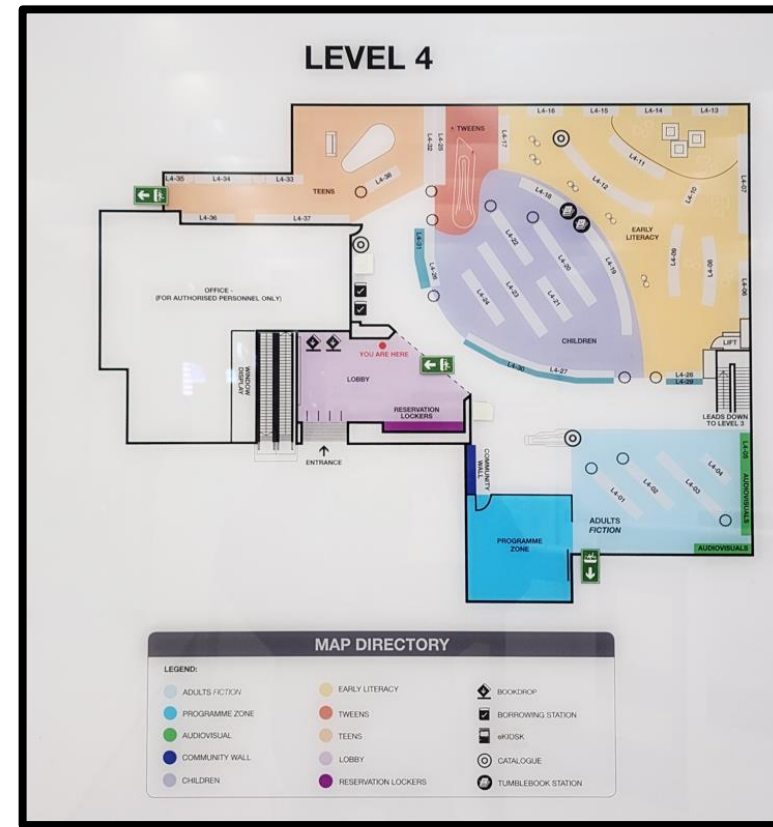 LEVEL 4
L4-16
L4-15
L4-14
L4-13
TWEENS
L4-32
L4-25
L4-17
L4-11
L4-07
L4-35
L4-34
L4-33
TEENS
L4-38
L4-12
L4-10
L4-18
L4-36
L4-37
L4-31
L4-26
L4-22
L4-20
L4-19
EARLY
LITERACY
L4-09
L4-08
L4-06
OFFICE -
(FOR AUTHORISED PERSONNEL ONLY)
L4-24
L4-23
L4-21
CHILDREN
LIFT
YOU ARE HERE
WINDOW
DISPLAY
LOBBY
L4-30
L4-27
L4-28
L4-29
RESERVATION
LOCKERS
LEADS DOWN
TO LEVEL 3
ENTRANCE
COMMUNITY
WALL
L4-01
L4-02
L4-03
L4-04
L4-05
AUDIOVISUALS
ADULTS
FICTION
AUDIOVISUALS
PROGRAMME
ZONE
MAP DIRECTORY
LEGEND:
ADULTS FICTION
PROGRAMME ZONE
AUDIOVISUAL
COMMUNITY WALL
CHILDREN
EARLY LITERACY
TWEENS
TEENS
LOBBY
RESERVATION LOCKERS
BOOKDROP
BORROWING STATION
eKIOSK
CATALOGUE
TUMBLEBOOK STATION